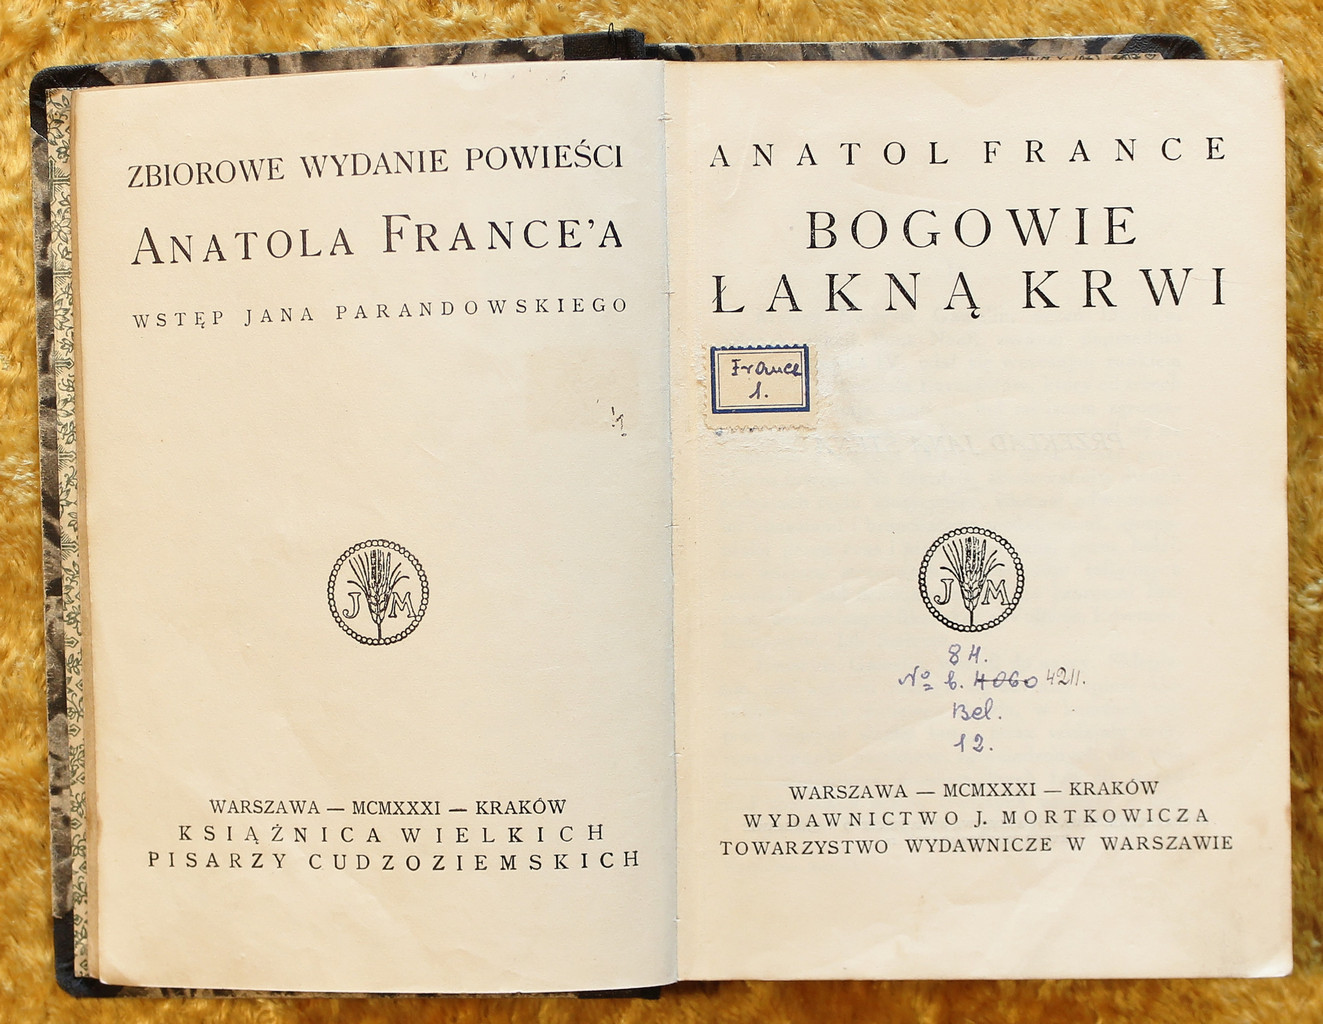 ZBIOROWE WYDANIE POWIEŚCI
ANATOLA FRANCE'A
WSTĘP JANA PARANDOWSKIEGO
J M
WARSZAWA — MCMXXXI — KRAKÓW
KSIĄŻNICA WIELKICH
PISARZY CUDZOZIEMSKICH
ANATOL FRANCE
BOGOWIE
ŁAKNĄ KRWI
France
1.
J M
84.
No b. 4060 4211.
Bel.
12.
WARSZAWA — MCMXXXI — KRAKÓW
WYDAWNICTWO J. MORTKOWICZA
TOWARZYSTWO WYDAWNICZE W WARSZAWIE